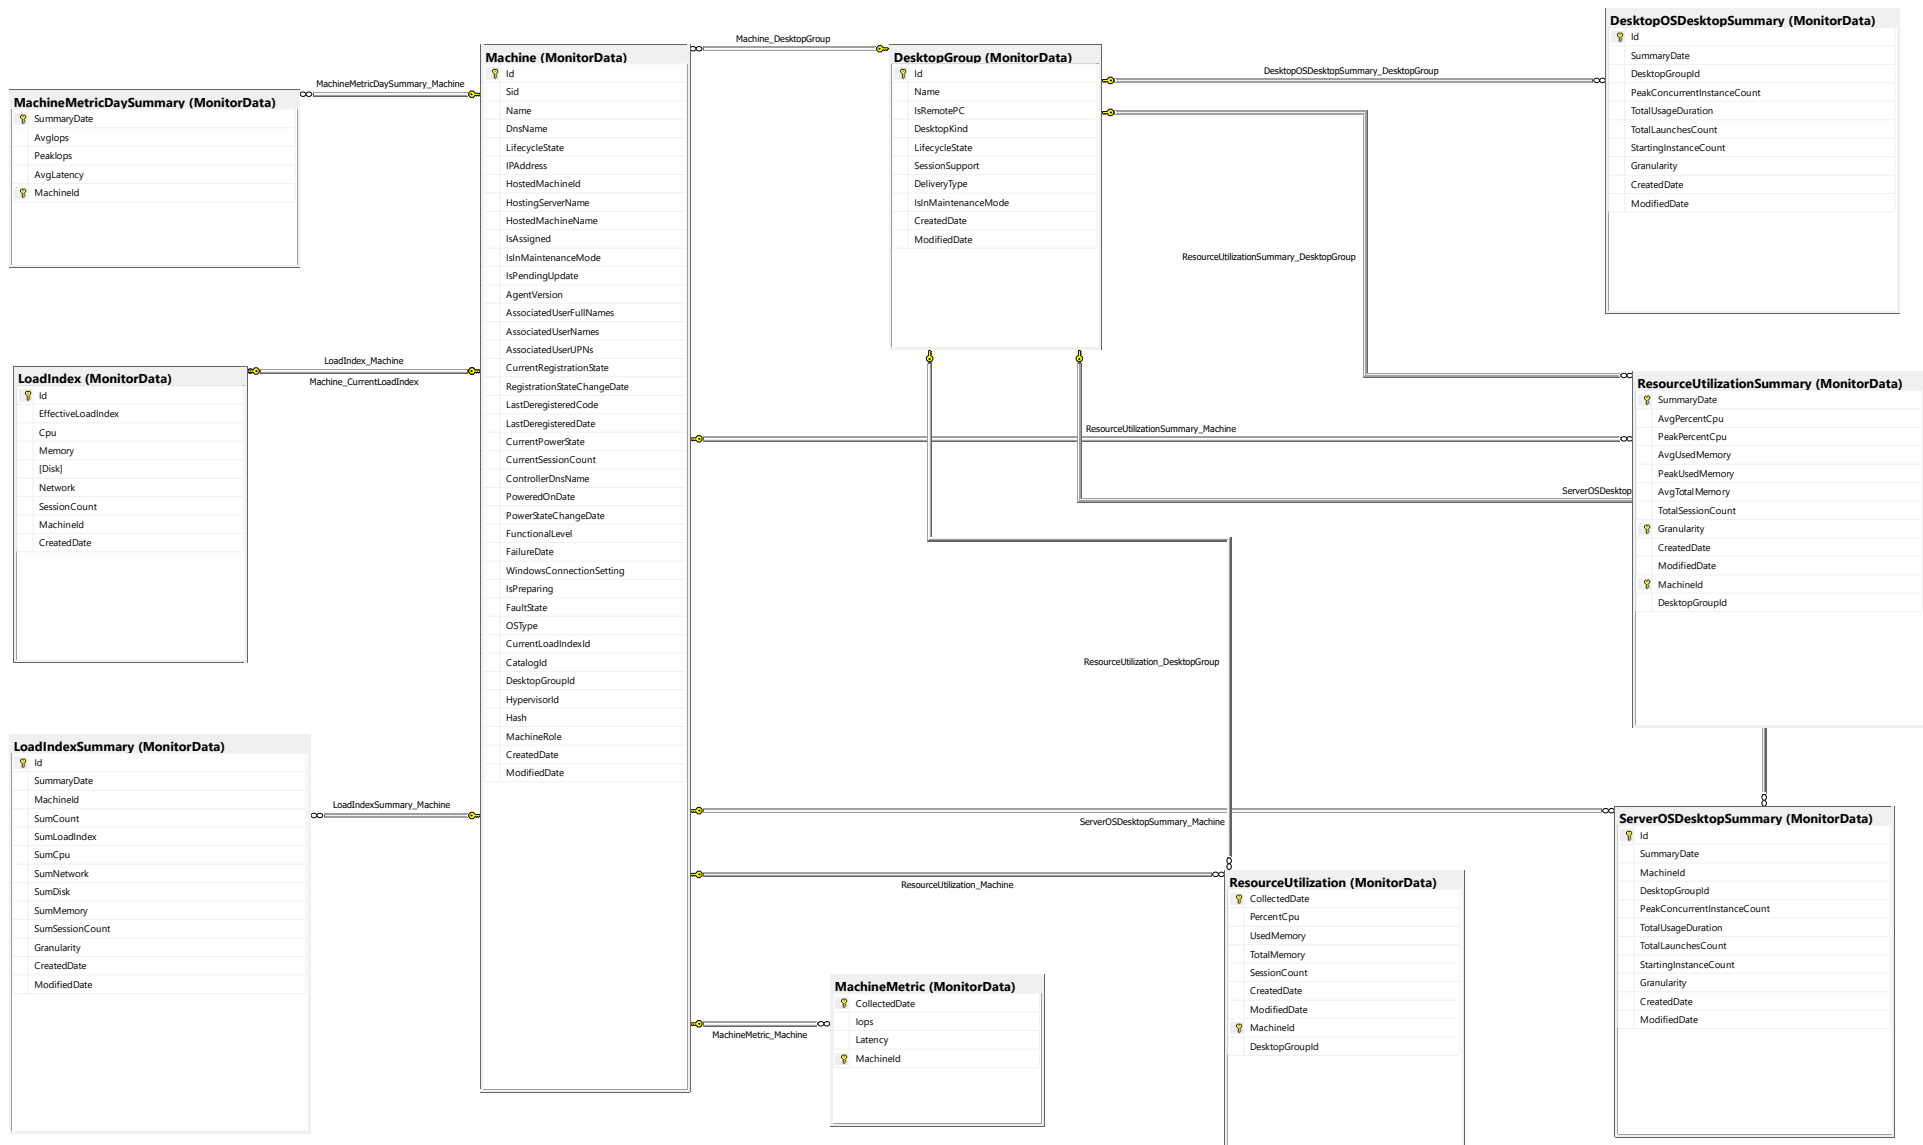 MachineMetricDaySummary (MonitorData)
SummaryDate
AvgIops
PeakIops
AvgLatency
MachineId
MachineMetricDaySummary_Machine
LoadIndex (MonitorData)
Id
EffectiveLoadIndex
Cpu
Memory
[Disk]
Network
SessionCount
MachineId
CreatedDate
LoadIndex_Machine
Machine_CurrentLoadIndex
LoadIndexSummary (MonitorData)
Id
SummaryDate
MachineId
SumCount
SumLoadIndex
SumCpu
SumNetwork
SumDisk
SumMemory
SumSessionCount
Granularity
CreatedDate
ModifiedDate
LoadIndexSummary_Machine
Machine (MonitorData)
Id
Sid
Name
DnsName
LifecycleState
IPAddress
HostedMachineId
HostingServerName
HostedMachineName
IsAssigned
IsInMaintenanceMode
IsPendingUpdate
AgentVersion
AssociatedUserFullNames
AssociatedUserNames
AssociatedUserUPNs
CurrentRegistrationState
RegistrationStateChangeDate
LastDeregisteredCode
LastDeregisteredDate
CurrentPowerState
CurrentSessionCount
ControllerDnsName
PoweredOnDate
PowerStateChangeDate
FunctionalLevel
FailureDate
WindowsConnectionSetting
IsPreparing
FaultState
OSType
CurrentLoadIndexId
CatalogId
DesktopGroupId
HypervisorId
Hash
MachineRole
CreatedDate
ModifiedDate
Machine_DesktopGroup
DesktopGroup (MonitorData)
Id
Name
IsRemotePC
DesktopKind
LifecycleState
SessionSupport
DeliveryType
IsInMaintenanceMode
CreatedDate
ModifiedDate
DesktopOSDesktopSummary_DesktopGroup
ResourceUtilizationSummary_DesktopGroup
ResourceUtilizationSummary_Machine
ServerOSDesktop
ResourceUtilization_DesktopGroup
ServerOSDesktopSummary_Machine
ResourceUtilization_Machine
MachineMetric_Machine
MachineMetric (MonitorData)
CollectedDate
Iops
Latency
MachineId
ResourceUtilization (MonitorData)
CollectedDate
PercentCpu
UsedMemory
TotalMemory
SessionCount
CreatedDate
ModifiedDate
MachineId
DesktopGroupId
DesktopOSDesktopSummary (MonitorData)
Id
SummaryDate
DesktopGroupId
PeakConcurrentInstanceCount
TotalUsageDuration
TotalLaunchesCount
StartingInstanceCount
Granularity
CreatedDate
ModifiedDate
ResourceUtilizationSummary (MonitorData)
SummaryDate
AvgPercentCpu
PeakPercentCpu
AvgUsedMemory
PeakUsedMemory
AvgTotalMemory
TotalSessionCount
Granularity
CreatedDate
ModifiedDate
MachineId
DesktopGroupId
ServerOSDesktopSummary (MonitorData)
Id
SummaryDate
MachineId
DesktopGroupId
PeakConcurrentInstanceCount
TotalUsageDuration
TotalLaunchesCount
StartingInstanceCount
Granularity
CreatedDate
ModifiedDate